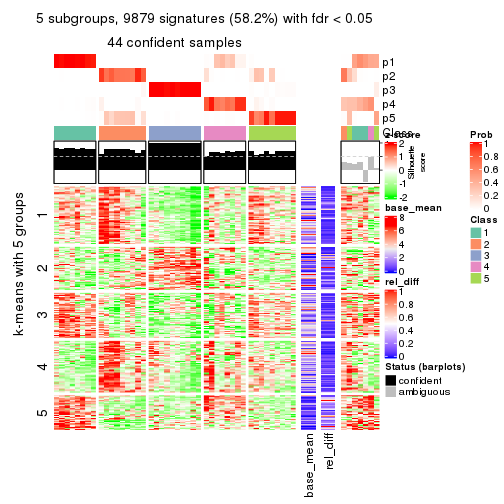 5 subgroups, 9879 signatures (58.2%) with fdr < 0.05
44 confident samples
p1
p2
p3
p4
p5
Class
1
2
3
4
5
k-means with 5 groups
base_mean
rel_diff
Silhouette
score
z-score
2
1
0
-1
-2
base_mean
8
6
4
2
0
rel_diff
1
0.8
0.6
0.4
0.2
0
Status (barplots)
confident
ambiguous
Prob
1
0.8
0.6
0.4
0.2
0
Class
1
2
3
4
5